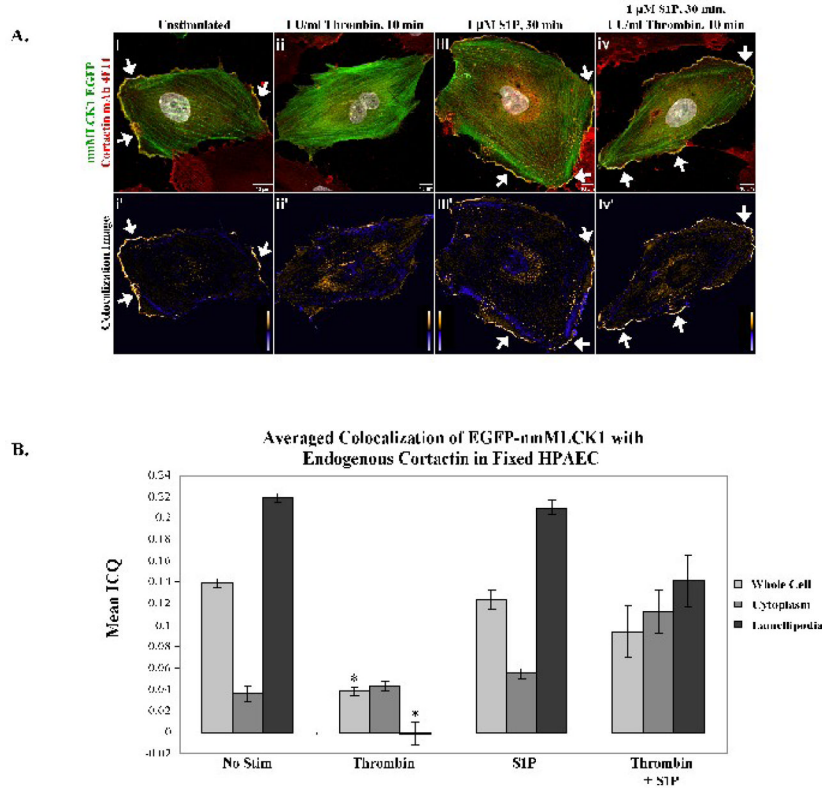 A.
Unstimulated
1 U/ml Thrombin, 10 min
1 µM S1P, 30 min
1 µM S1P, 30 min,
1 U/ml Thrombin, 10 min
nmMLCK1 EGFP
Cortactin mAb 4F11
i
ii
iii
iv
Colocalization Image
i'
ii'
iii'
iv'
B.
Averaged Colocalization of EGFP-nmMLCK1 with
Endogenous Cortactin in Fixed HPAEC
Mean ICQ
0.2
0.12
0.1
0.06
0.04
0.02
0
-0.02
*
*
Whole Cell
Cytoplasm
Lamellipodia
No Stim
Thrombin
S1P
Thrombin
+ S1P